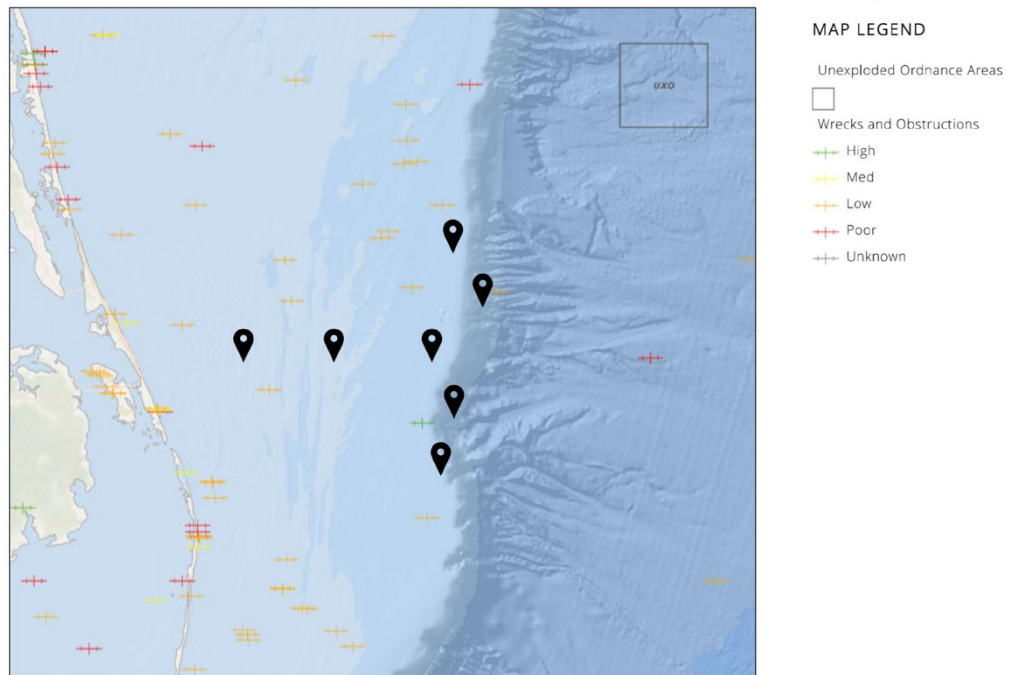 UXO
MAP LEGEND
Unexploded Ordnance Areas
Wrecks and Obstructions
High
Med
Low
Poor
Unknown